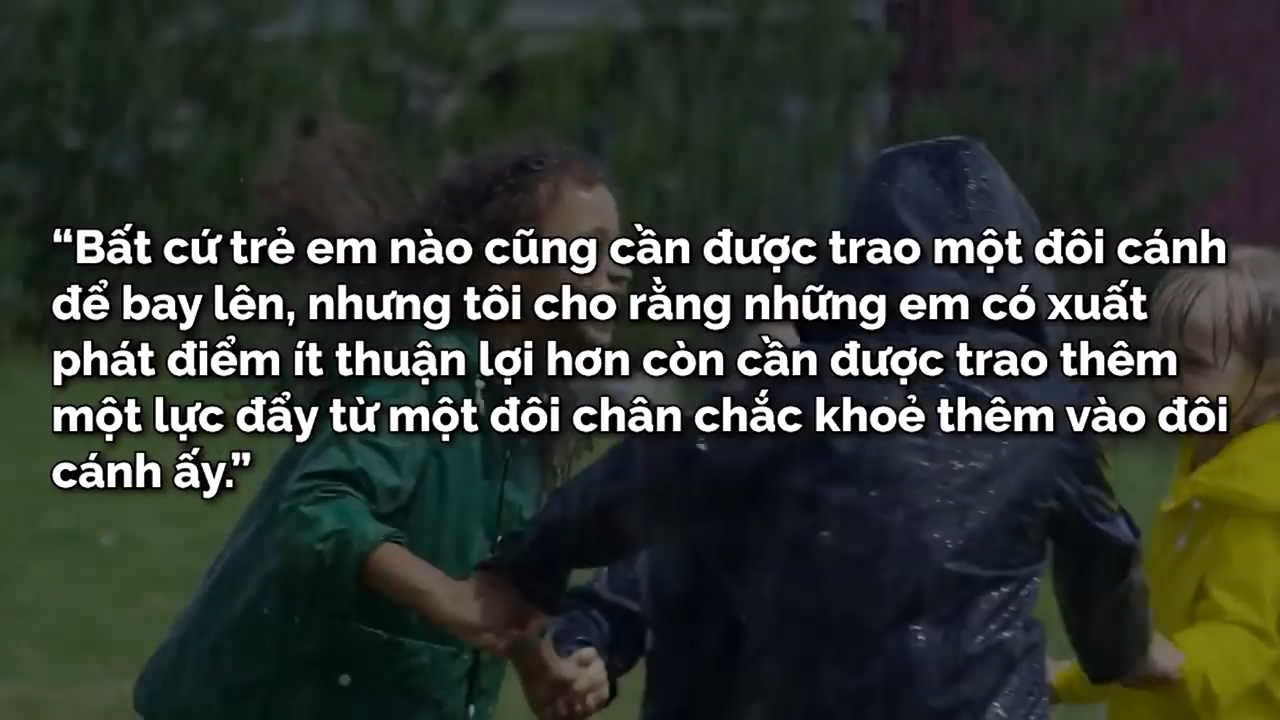 “Bất cứ trẻ em nào cũng cần được trao một đôi cánh
để bay lên, nhưng tôi cho rằng những em có xuất
phát điểm ít thuận lợi hơn còn cần được trao thêm
một lực đẩy từ một đôi chân chắc khoẻ thêm vào đôi
cánh ấy.”